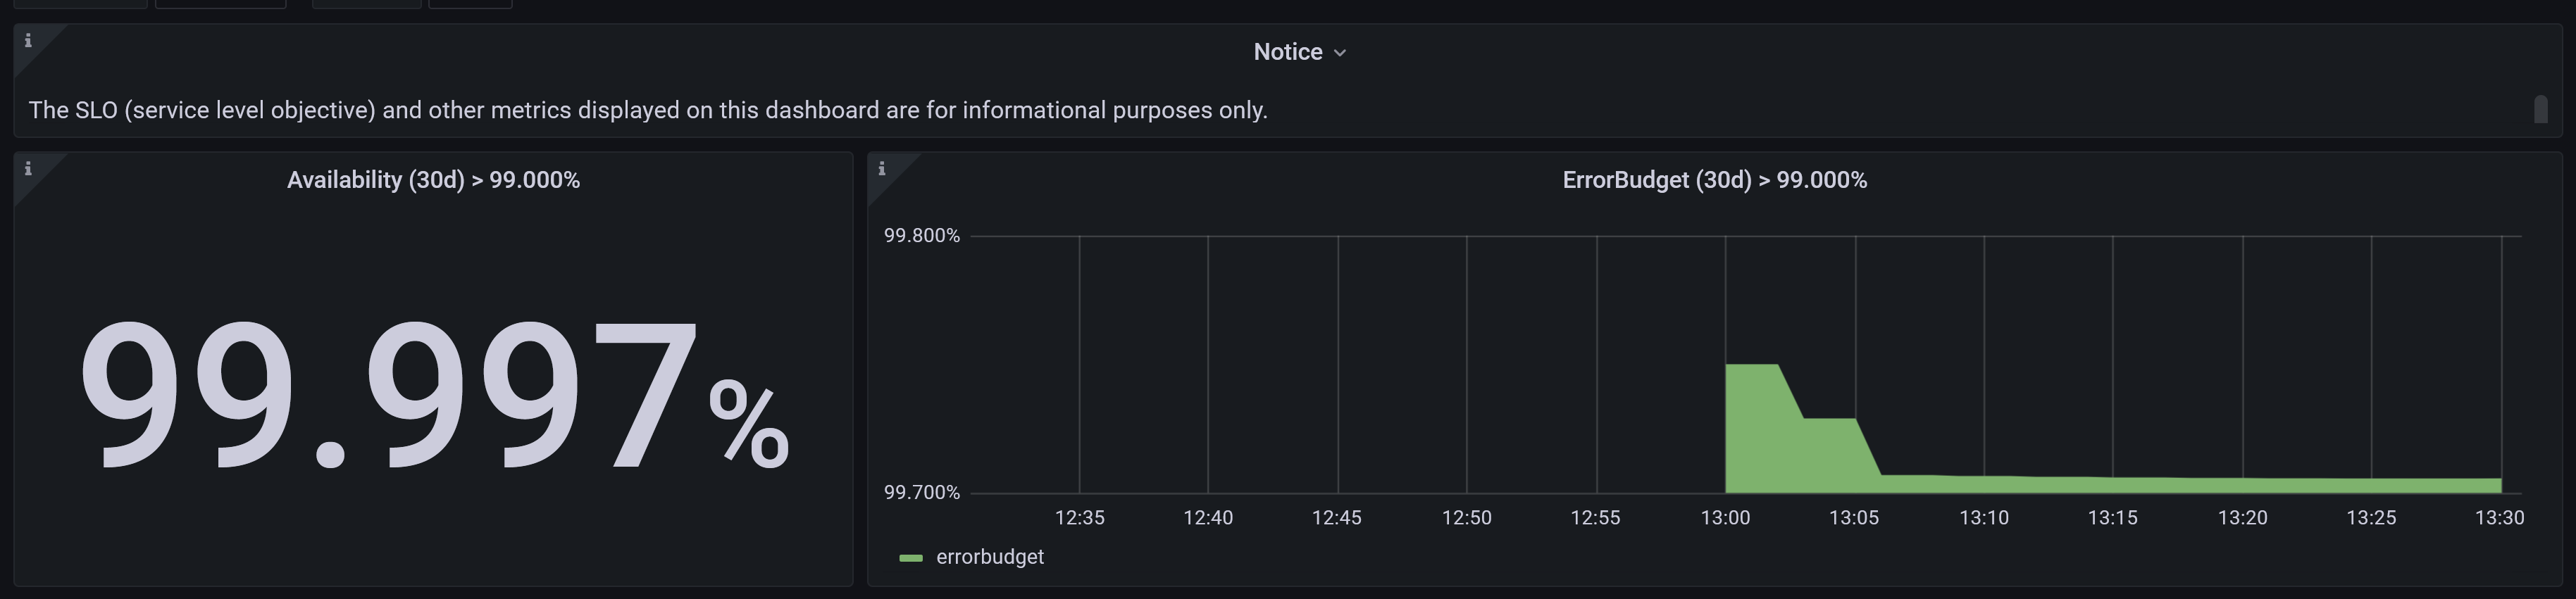 Notice
The SLO (service level objective) and other metrics displayed on this dashboard are for informational purposes only.
Availability (30d) > 99.000%
99.997%
ErrorBudget (30d) > 99.000%
99.800%
99.700%
12:35 12:40 12:45 12:50 12:55 13:00 13:05 13:10 13:15 13:20 13:25 13:30
errorbudget